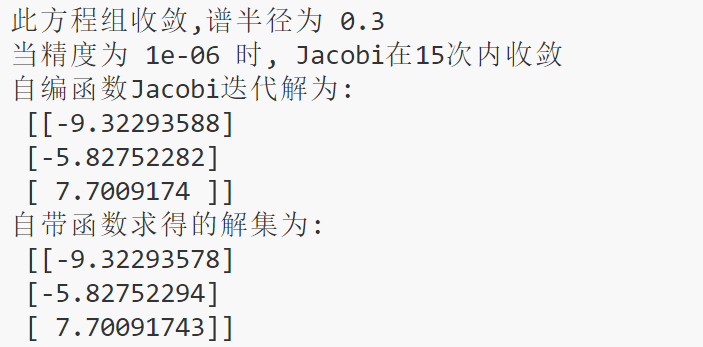 此方程组收敛,谱半径为 0.3
当精度为 1e-06 时, Jacobi在15次内收敛
自编函数Jacobi迭代解为:
[[-9.32293588]
[-5.82752282]
[ 7.7009174 ]]
自带函数求得的解集为:
[[-9.32293578]
[-5.82752294]
[ 7.70091743]]